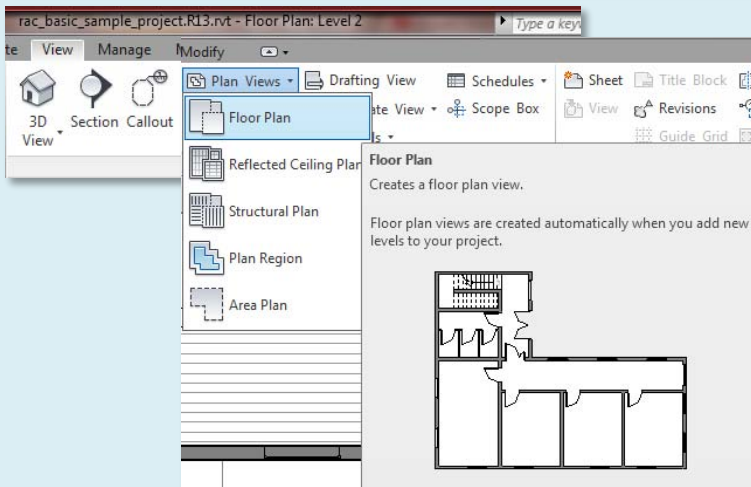 rac_basic_sample_project.R13.rvt - Floor Plan: Level 2
Type a key
te View Manage Modify
3D View
Section
Callout
Plan Views
Drafting View
Schedules
Sheet
Title Block
ate View
Scope Box
View
Revisions
ls
Guide Grid
Floor Plan
Reflected Ceiling Plan
Structural Plan
Plan Region
Area Plan
Floor Plan
Creates a floor plan view.
Floor plan views are created automatically when you add new
levels to your project.